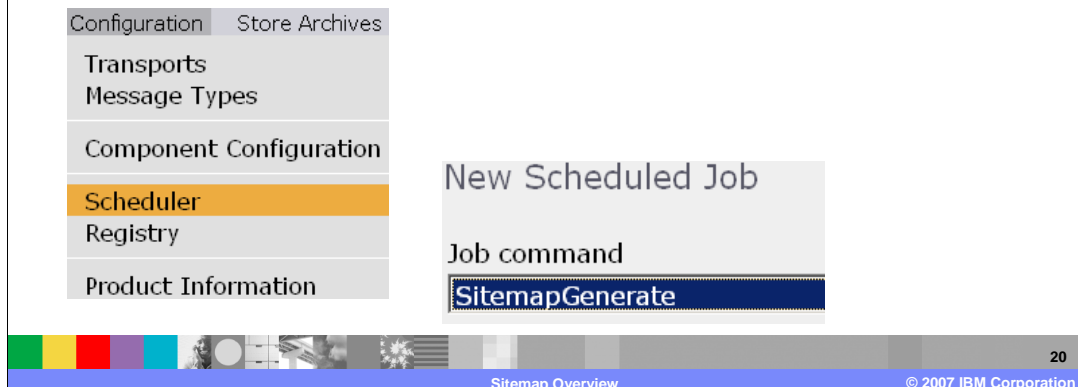 Configuration Store Archives
Transports
Message Types
Component Configuration
Scheduler
Registry
Product Information
New Scheduled Job
Job command
SitemapGenerate
20
Sitemap Overview
© 2007 IBM Corporation